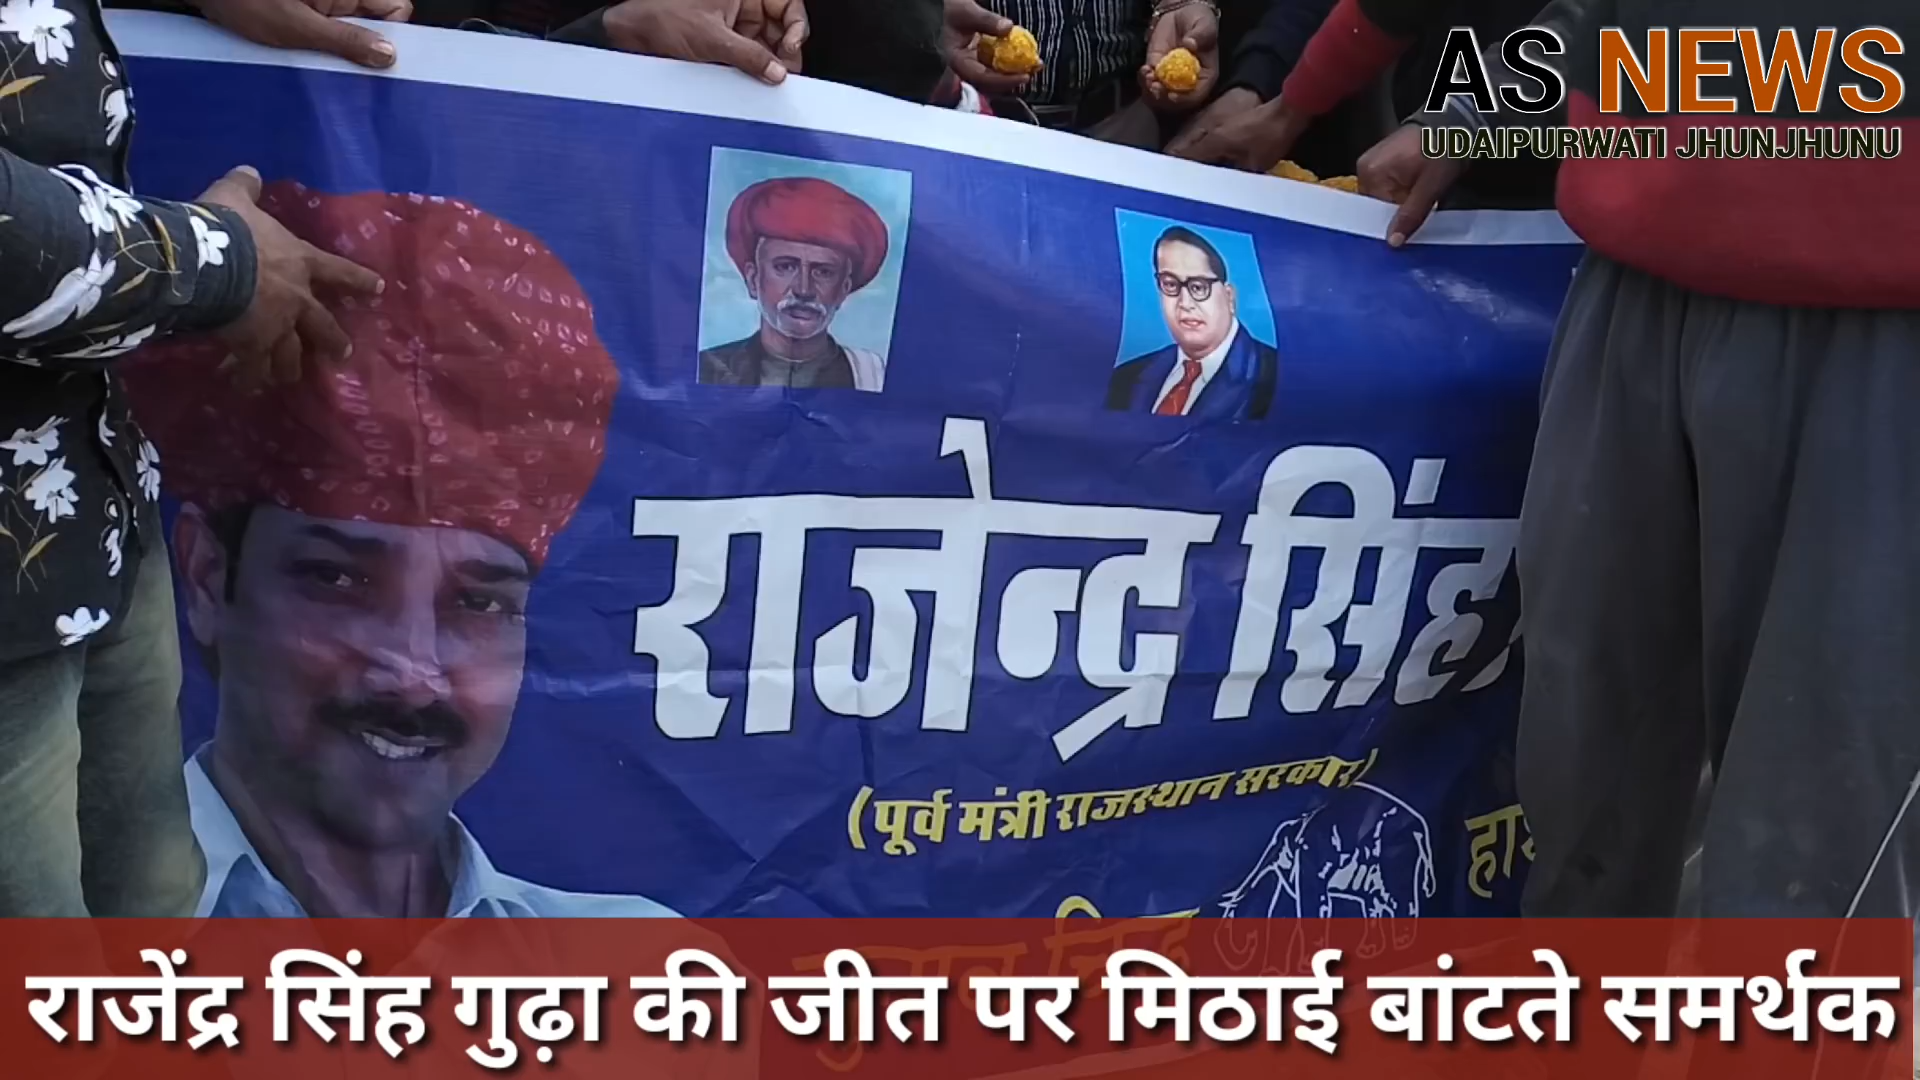 AS NEWS
UDAIPURWATI JHUNJHUNU
राजेन्द्र सिंह
(पूर्व मंत्री राजस्थान सरकार)
चुनाव चिन्ह
राजेंद्र सिंह गुढ़ा की जीत पर मिठाई बांटते समर्थक